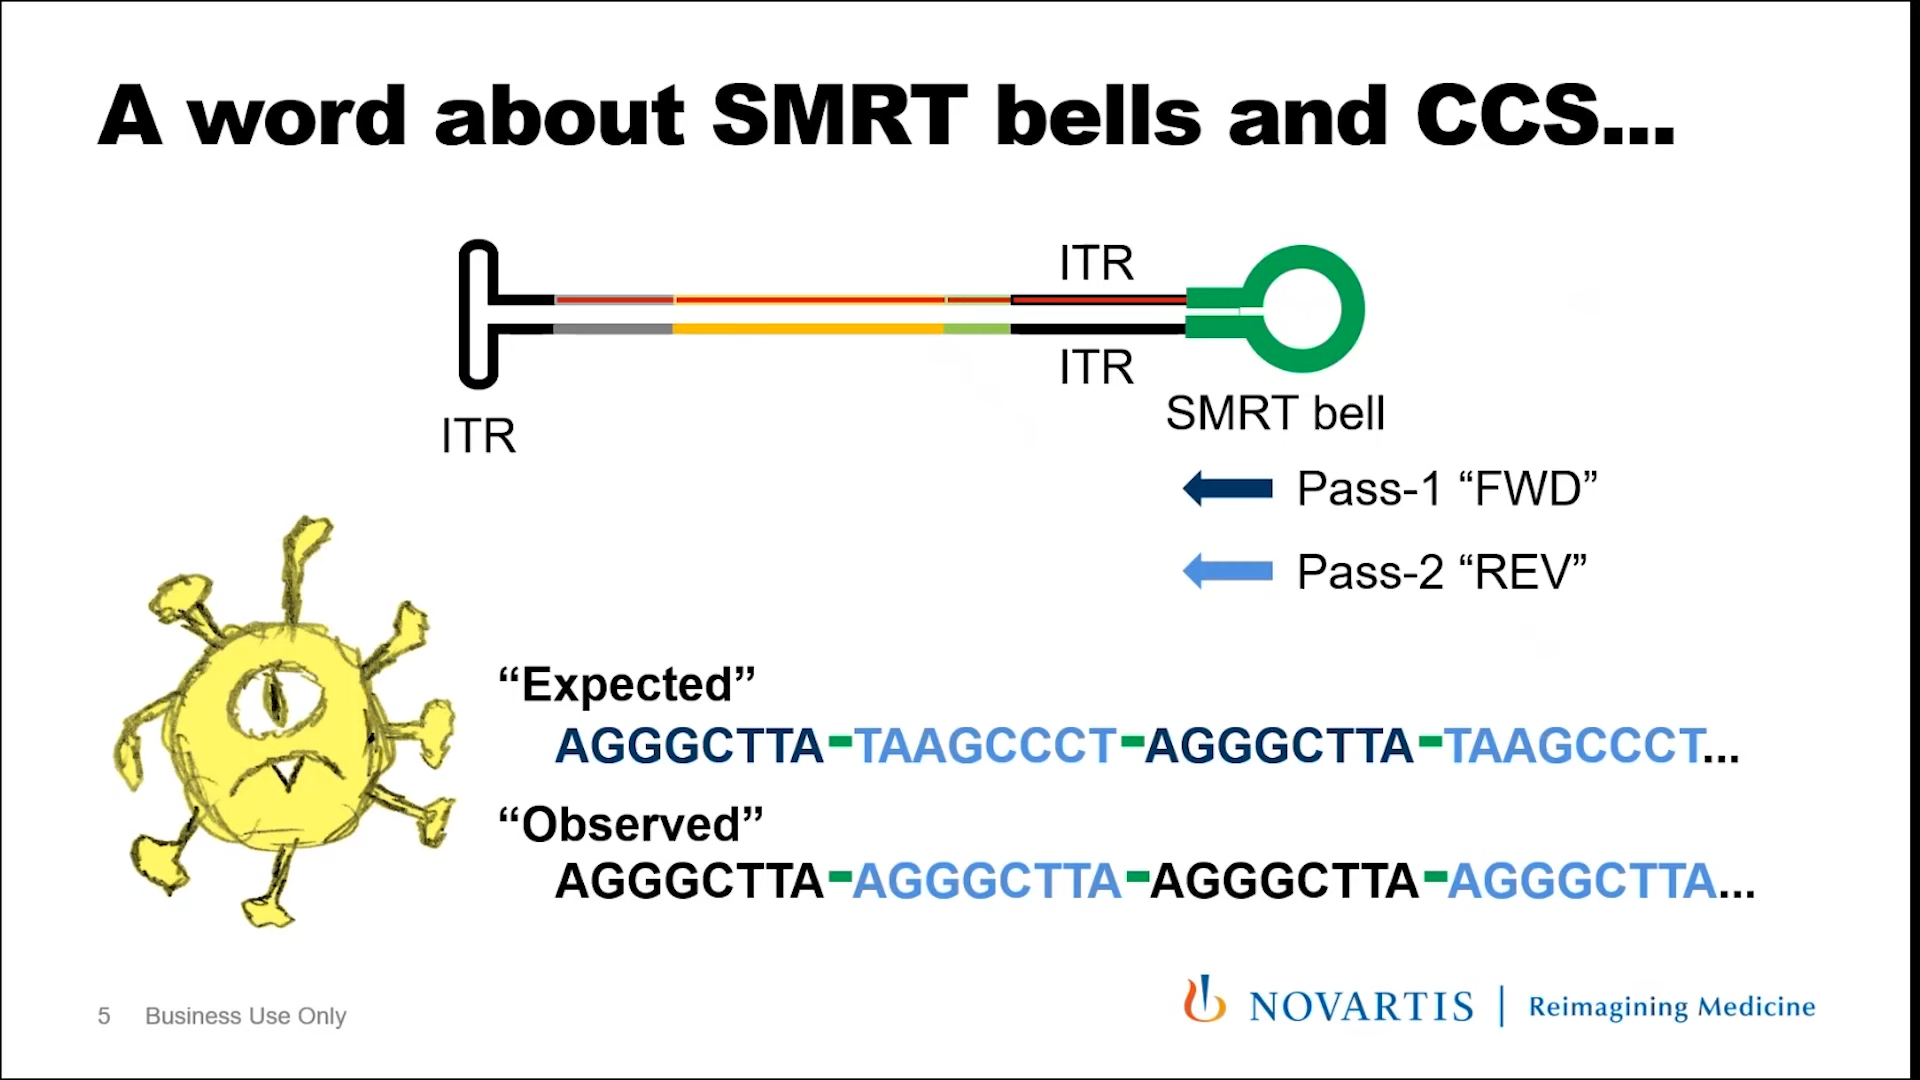 A word about SMRT bells and CCS...
ITR
ITR
ITR
SMRT bell
Pass-1 “FWD”
Pass-2 “REV”
“Expected”
AGGGCTTA-TAAGCCCT-AGGGCTTA-TAAGCCCT...
“Observed”
AGGGCTTA-AGGGCTTA-AGGGCTTA-AGGGCTTA...
5 Business Use Only
NOVARTIS | Reimagining Medicine